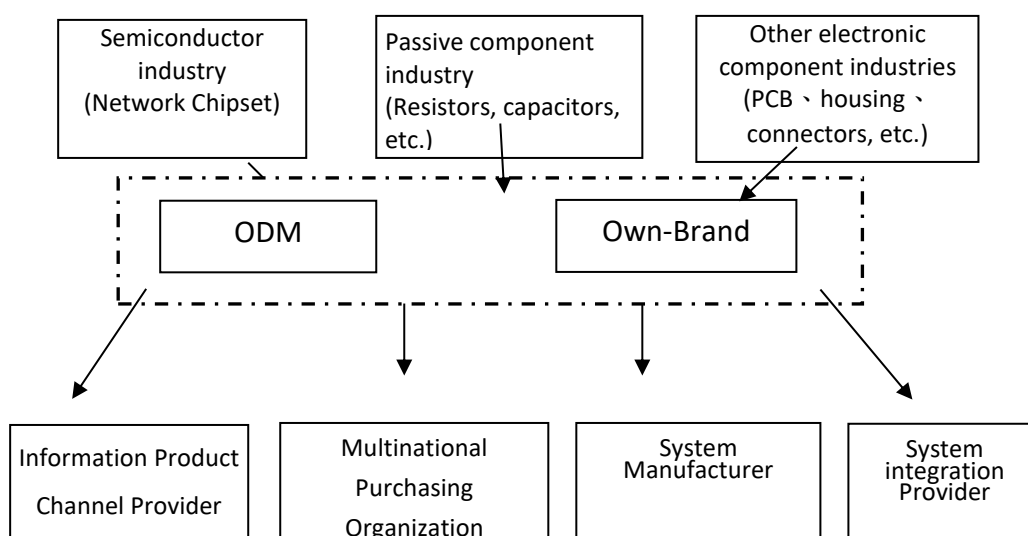 Semiconductor
industry
(Network Chipset)
Passive component
industry
(Resistors, capacitors,
etc.)
Other electronic
component industries
(PCB、housing、
connectors, etc.)
ODM
Own-Brand
Information Product
Channel Provider
Multinational
Purchasing
Organization
System
Manufacturer
System
integration
Provider